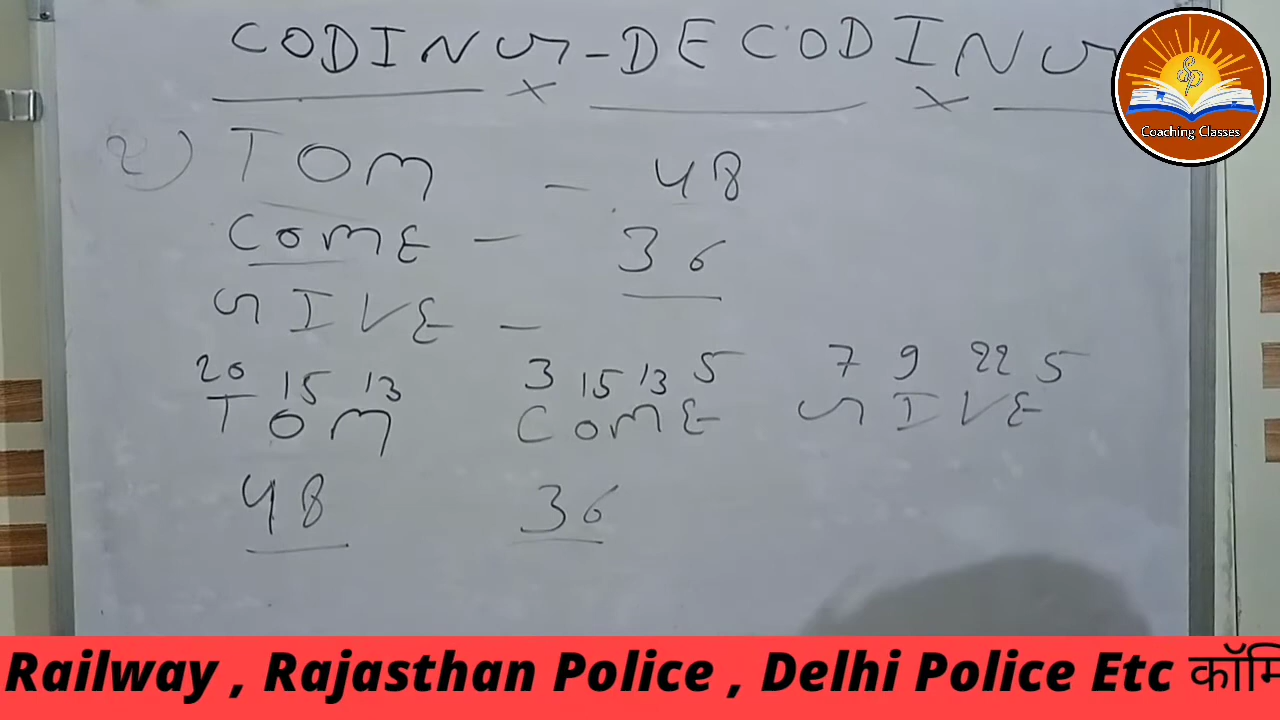 CODING-DECODING
Coaching Classes
2) TOM - 48
COME - 36
GIVE -
20 15 13 3 15 13 5 7 9 22 5
TOM COME GIVE
48 36
Railway , Rajasthan Police , Delhi Police Etc